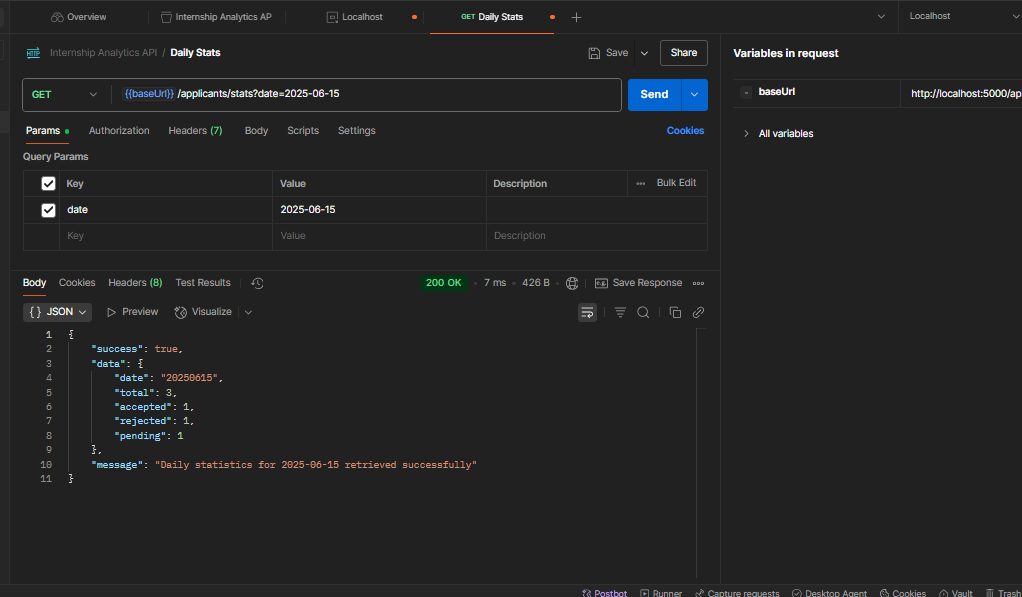 Overview
Internship Analytics AP
Localhost
GET Daily Stats
Localhost
HTTP Internship Analytics API / Daily Stats
Save
Share
Variables in request
GET
{{baseUrl}} /applicants/stats?date=2025-06-15
Send
baseUrl http://localhost:5000/ap
Params Authorization Headers (7) Body Scripts Settings Cookies
All variables
Query Params
Key Value Description Bulk Edit
date 2025-06-15
Key Value Description
Body Cookies Headers (8) Test Results 200 OK 7 ms 426 B Save Response
{ } JSON Preview Visualize
1 {
2 "success": true,
3 "data": {
4 "date": "20250615",
5 "total": 3,
6 "accepted": 1,
7 "rejected": 1,
8 "pending": 1
9 },
10 "message": "Daily statistics for 2025-06-15 retrieved successfully"
11 }
Postbot Runner Capture requests Desktop Agent Cookies Vault Trash